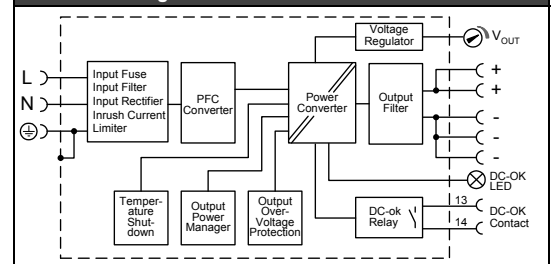 Voltage
Regulator
VOUT
L
N
Input Fuse
Input Filter
Input Rectifier
Inrush Current
Limiter
PFC
Converter
Power
Converter
Output
Filter
+
+
-
-
-
DC-OK
LED
Temper-
ature
Shut-
down
Output
Power
Manager
Output
Over-
Voltage
Protection
DC-ok
Relay
13
14
DC-OK
Contact